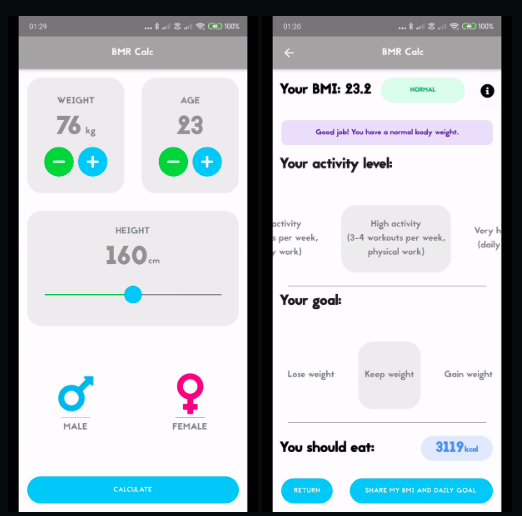 01:29
100%
BMR Calc
WEIGHT
76 kg
AGE
23
HEIGHT
160 cm
MALE
FEMALE
CALCULATE
01:20
100%
BMR Calc
Your BMI: 23.2
NORMAL
Good job! You have a normal body weight.
Your activity level:
activity
s per week,
work)
High activity
(3-4 workouts per week,
physical work)
Very h
(daily
Your goal:
Lose weight
Keep weight
Gain weight
You should eat:
3119 kcal
RETURN
SHARE MY BMI AND DAILY GOAL